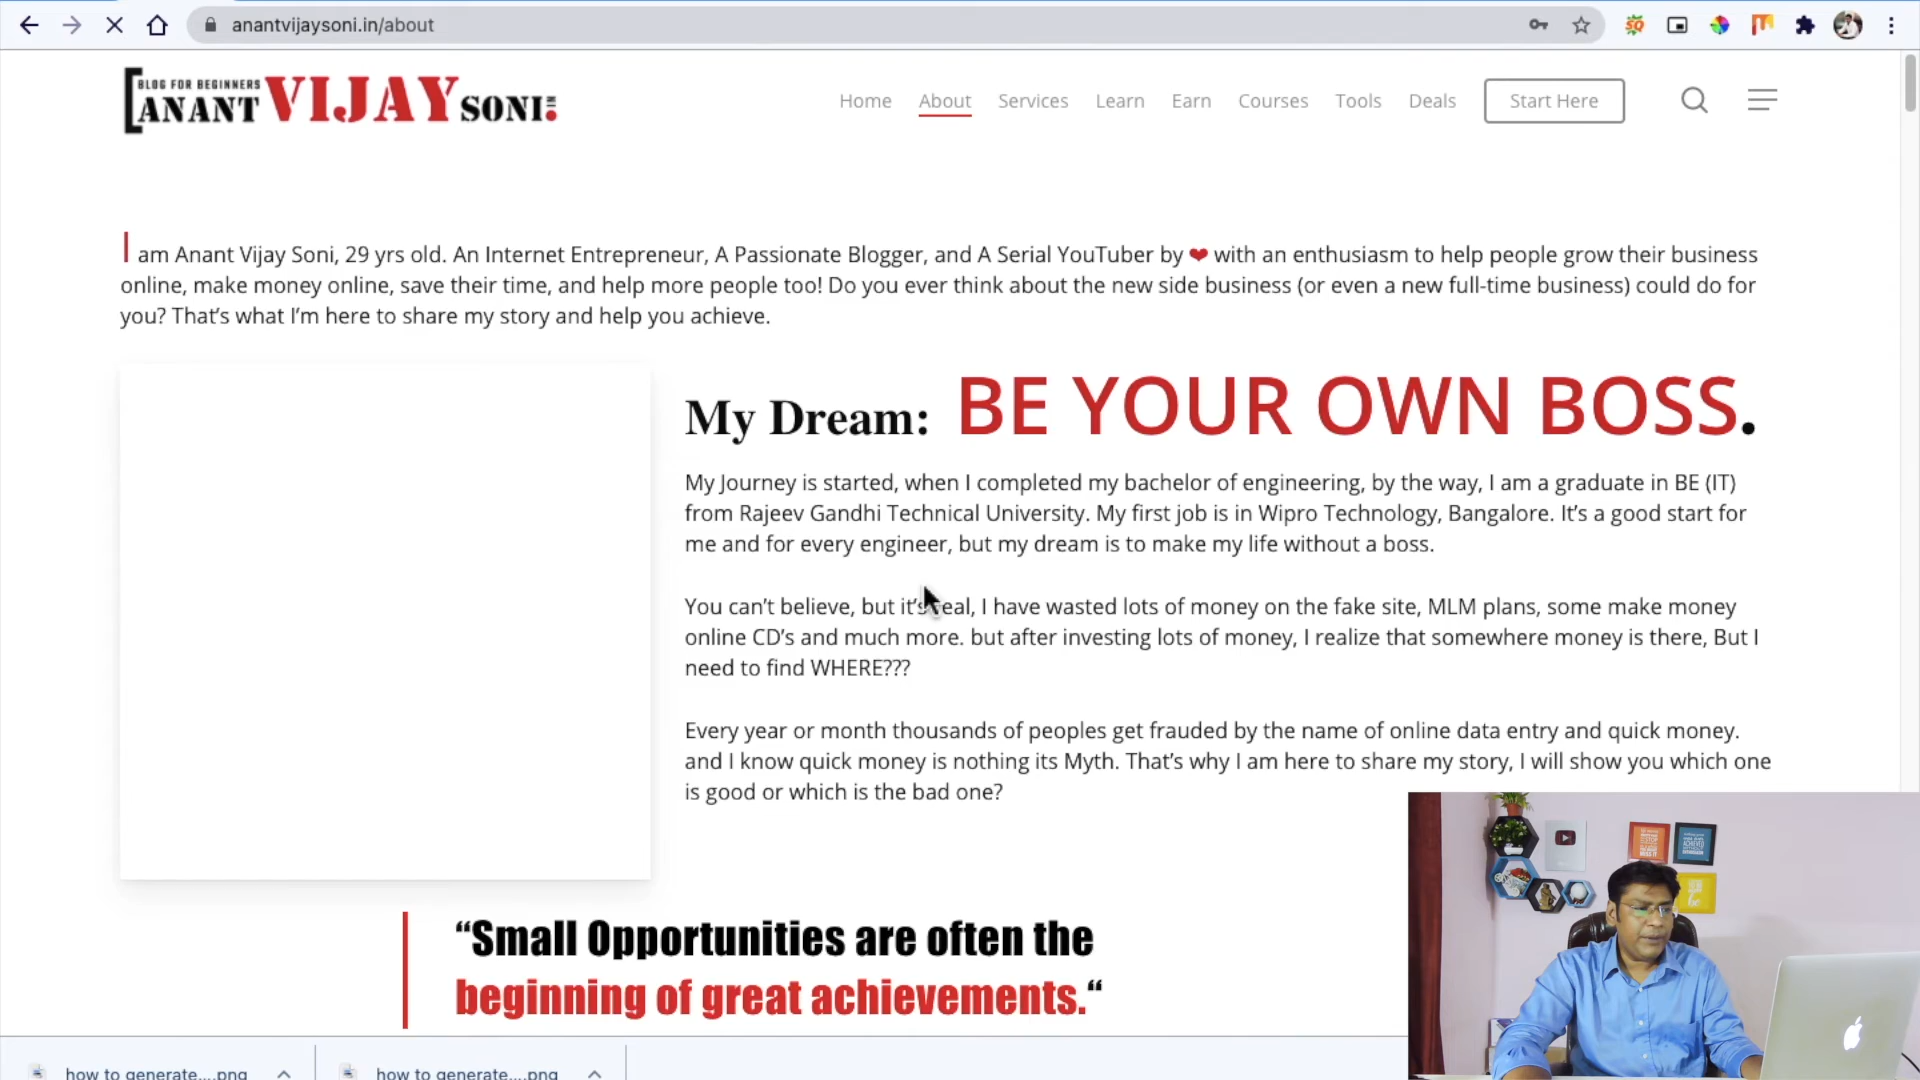 anantvijaysoni.in/about
BLOG FOR BEGINNERS
ANANT VIJAY SONI
Home About Services Learn Earn Courses Tools Deals Start Here
I am Anant Vijay Soni, 29 yrs old. An Internet Entrepreneur, A Passionate Blogger, and A Serial YouTuber by ❤ with an enthusiasm to help people grow their business
online, make money online, save their time, and help more people too! Do you ever think about the new side business (or even a new full-time business) could do for
you? That’s what I’m here to share my story and help you achieve.
My Dream: BE YOUR OWN BOSS.
My Journey is started, when I completed my bachelor of engineering, by the way, I am a graduate in BE (IT)
from Rajeev Gandhi Technical University. My first job is in Wipro Technology, Bangalore. It’s a good start for
me and for every engineer, but my dream is to make my life without a boss.
You can’t believe, but it’s real, I have wasted lots of money on the fake site, MLM plans, some make money
online CD’s and much more. but after investing lots of money, I realize that somewhere money is there, But I
need to find WHERE???
Every year or month thousands of peoples get frauded by the name of online data entry and quick money.
and I know quick money is nothing its Myth. That’s why I am here to share my story, I will show you which one
is good or which is the bad one?
“Small Opportunities are often the
beginning of great achievements.“
how to generate....png how to generate....png